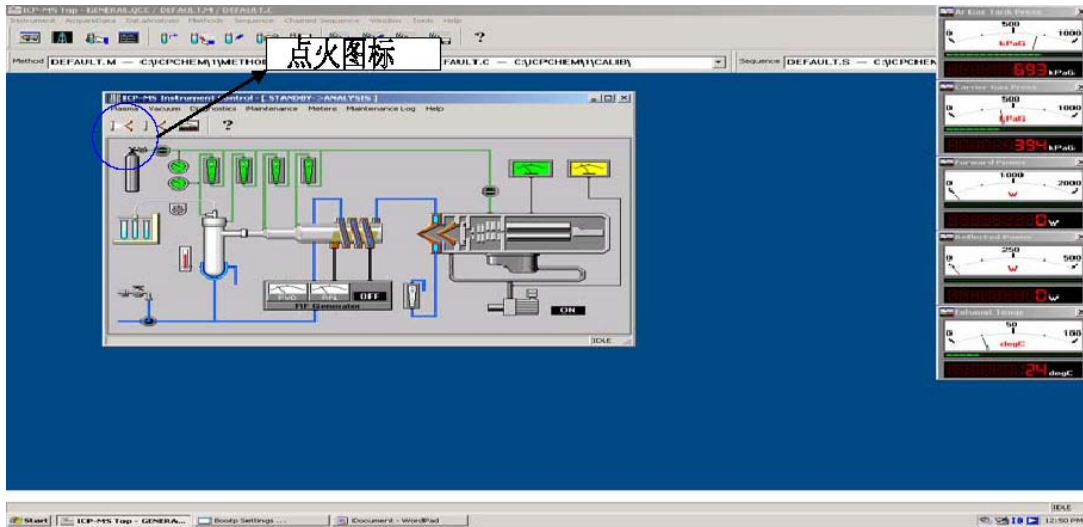 ICP-MS Top - GENERAL.QCC / DEFAULT.M / DEFAULT.C
Instrument AcquireData DataAnalysis Methods Sequence Chained Sequence Window Tools Help
?
点火图标
Method DEFAULT.M — C:\ICPCHEM\1\METHO
FAULT.C — C:\ICPCHEM\1\CALIB\
Sequence DEFAULT.S — C:\ICPCHEN
ICP-MS Instrument Control - [ STANDBY->ANALYSIS ]
Plasma Vacuum Diagnostics Maintenance Meters Maintenance Log Help
?
FWD RFL OFF
RF Generator
ON
IDLE
Ar Gas Tank Press
0 500 1000
kPaG
693 kPaG
Carrier Gas Press
0 500 1000
kPaG
394 kPaG
Forward Power
0 1000 2000
W
0 W
Reflected Power
0 250 500
W
0 W
Exhaust Temp
0 50 100
degC
24 degC
IDLE
Start ICP-MS Top - GENERA... Bootp Settings ... Document - WordPad
12:50 PM